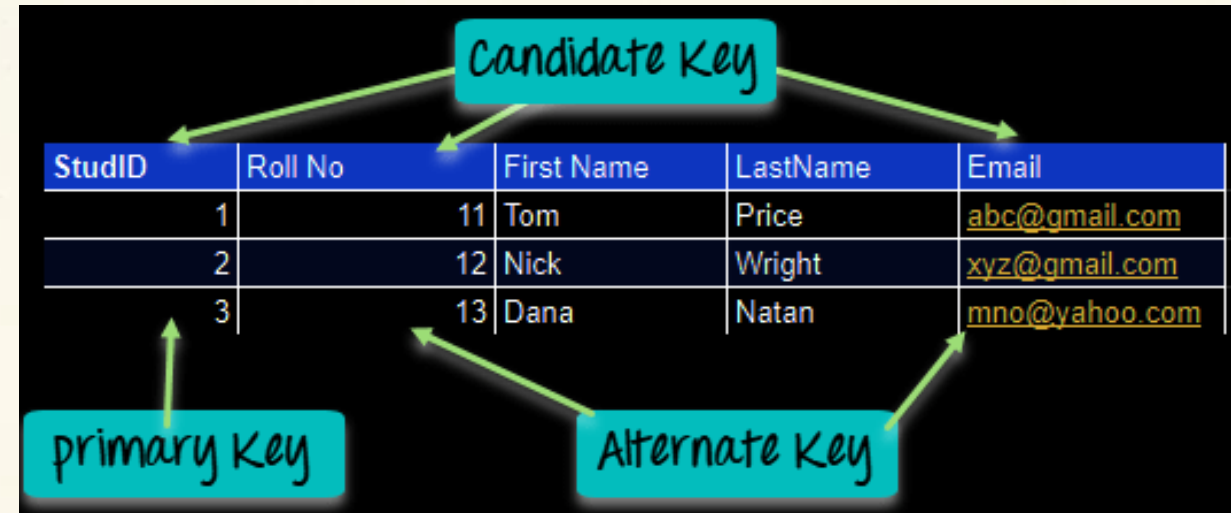 Candidate Key
StudID Roll No First Name LastName Email
1 11 Tom Price abc@gmail.com
2 12 Nick Wright xyz@gmail.com
3 13 Dana Natan mno@yahoo.com
primary Key Alternate Key